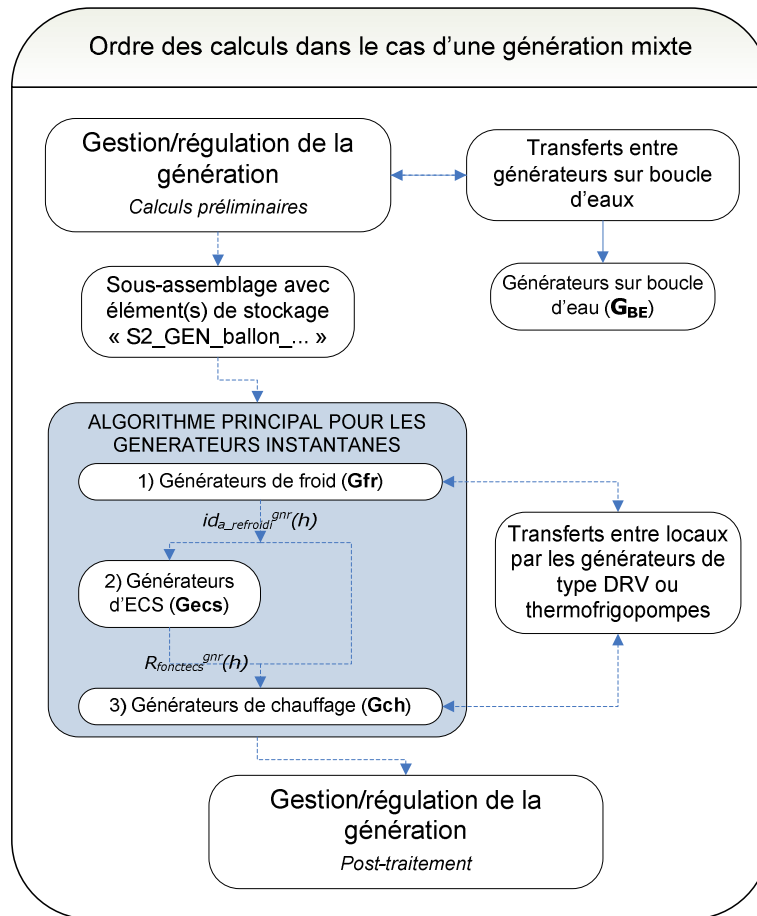 Ordre des calculs dans le cas d'une génération mixte
Gestion/régulation de la
génération
Calculs préliminaires
Transferts entre
générateurs sur boucle
d'eaux
Générateurs sur boucle
d'eau (GBE)
Sous-assemblage avec
élément(s) de stockage
« S2_GEN_ballon_... »
ALGORITHME PRINCIPAL POUR LES
GENERATEURS INSTANTANES
1) Générateurs de froid (Gfr)
ida_refroidi gnr(h)
2) Générateurs
d'ECS (Gecs)
Rfonctecs gnr(h)
3) Générateurs de chauffage (Gch)
Transferts entre locaux
par les générateurs de
type DRV ou
thermofrigopompes
Gestion/régulation de la
génération
Post-traitement